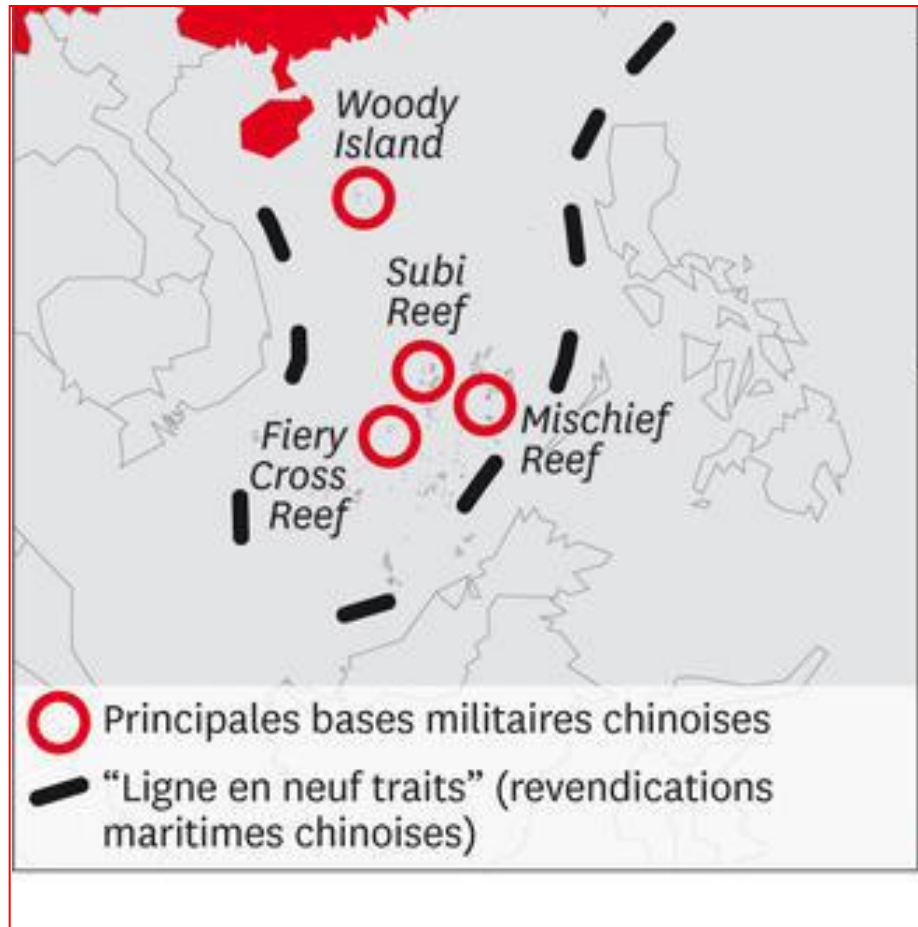 Woody
Island
Subi
Reef
Mischief
Reef
Fiery
Cross
Reef
Principales bases militaires chinoises
“Ligne en neuf traits” (revendications
maritimes chinoises)